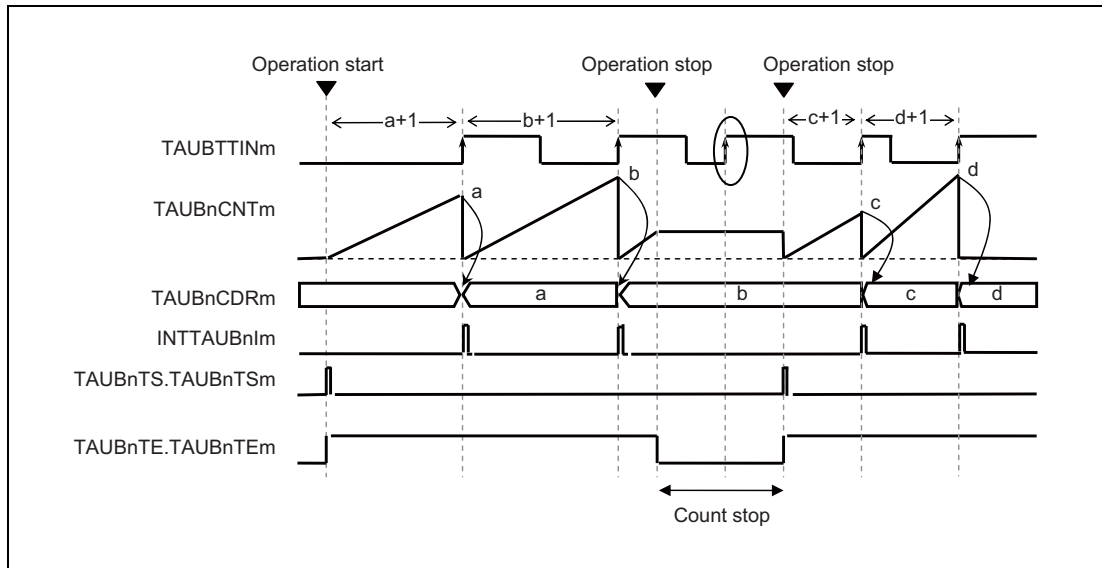 Operation start
Operation stop
Operation stop
a+1
b+1
c+1
d+1
TAUBTTINm
TAUBnCNTm
a
b
c
d
TAUBnCDRm
a
b
c
d
INTTAUBnIm
TAUBnTS.TAUBnTSm
TAUBnTE.TAUBnTEm
Count stop